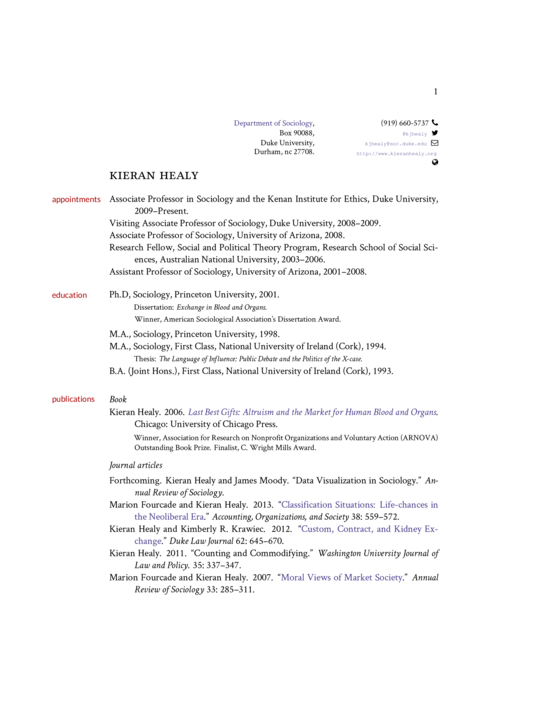 1
Department of Sociology,
Box 90088,
Duke University,
Durham, nc 27708.
(919) 660-5737
@kjhealy
kjhealy@soc.duke.edu
http://www.kieranhealy.org
KIERAN HEALY
appointments
Associate Professor in Sociology and the Kenan Institute for Ethics, Duke University,
2009–Present.
Visiting Associate Professor of Sociology, Duke University, 2008–2009.
Associate Professor of Sociology, University of Arizona, 2008.
Research Fellow, Social and Political Theory Program, Research School of Social Sci-
ences, Australian National University, 2003–2006.
Assistant Professor of Sociology, University of Arizona, 2001–2008.
education
Ph.D, Sociology, Princeton University, 2001.
Dissertation: Exchange in Blood and Organs.
Winner, American Sociological Association's Dissertation Award.
M.A., Sociology, Princeton University, 1998.
M.A., Sociology, First Class, National University of Ireland (Cork), 1994.
Thesis: The Language of Influence: Public Debate and the Politics of the X-case.
B.A. (Joint Hons.), First Class, National University of Ireland (Cork), 1993.
publications
Book
Kieran Healy. 2006. Last Best Gifts: Altruism and the Market for Human Blood and Organs.
Chicago: University of Chicago Press.
Winner, Association for Research on Nonprofit Organizations and Voluntary Action (ARNOVA)
Outstanding Book Prize. Finalist, C. Wright Mills Award.
Journal articles
Forthcoming. Kieran Healy and James Moody. "Data Visualization in Sociology." An-
nual Review of Sociology.
Marion Fourcade and Kieran Healy. 2013. "Classification Situations: Life-chances in
the Neoliberal Era." Accounting, Organizations, and Society 38: 559–572.
Kieran Healy and Kimberly R. Krawiec. 2012. "Custom, Contract, and Kidney Ex-
change." Duke Law Journal 62: 645–670.
Kieran Healy. 2011. "Counting and Commodifying." Washington University Journal of
Law and Policy. 35: 337–347.
Marion Fourcade and Kieran Healy. 2007. "Moral Views of Market Society." Annual
Review of Sociology 33: 285–311.